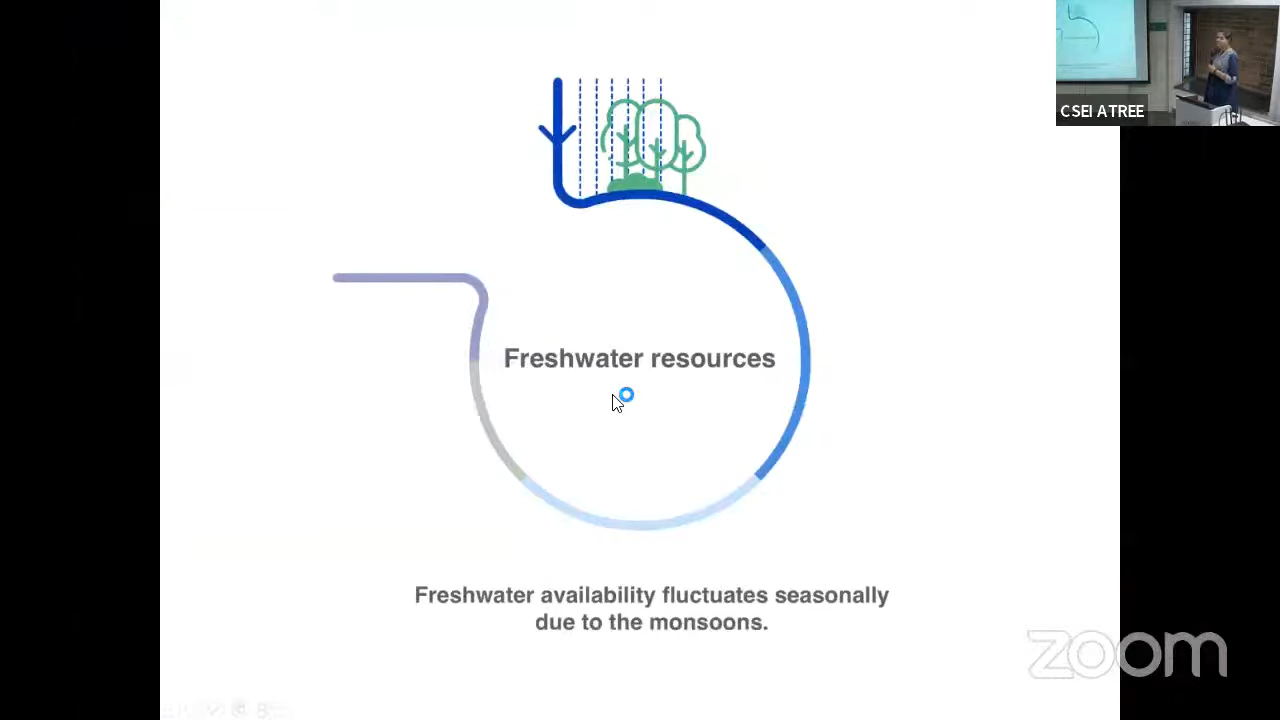 CSEI ATREE
Freshwater resources
Freshwater availability fluctuates seasonally
due to the monsoons.
zoom